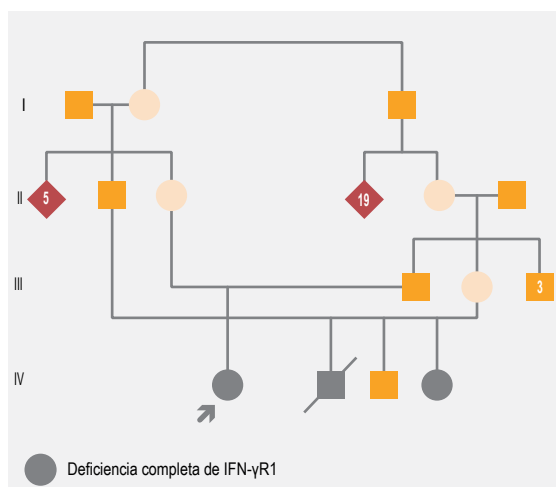 I
II
5
19
III
3
IV
Deficiencia completa de IFN-γR1